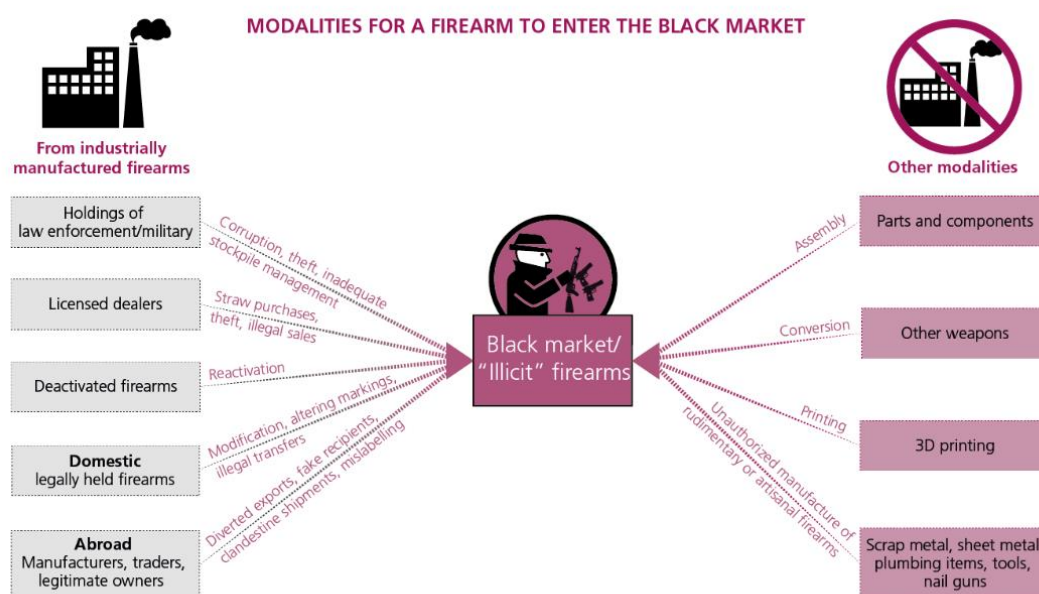 MODALITIES FOR A FIREARM TO ENTER THE BLACK MARKET
From industrially
manufactured firearms
Holdings of
law enforcement/military
Corruption, theft, inadequate
stockpile management
Licensed dealers
Straw purchases,
theft, illegal sales
Deactivated firearms
Reactivation
Domestic
legally held firearms
Modification, altering markings,
illegal transfers
Abroad
Manufacturers, traders,
legitimate owners
Diverted exports, fake recipients,
clandestine shipments, mislabelling
Black market/
“Illicit” firearms
Other modalities
Assembly
Parts and components
Conversion
Other weapons
Printing
3D printing
Unauthorized manufacture of
rudimentary or artisanal firearms
Scrap metal, sheet metal
plumbing items, tools,
nail guns